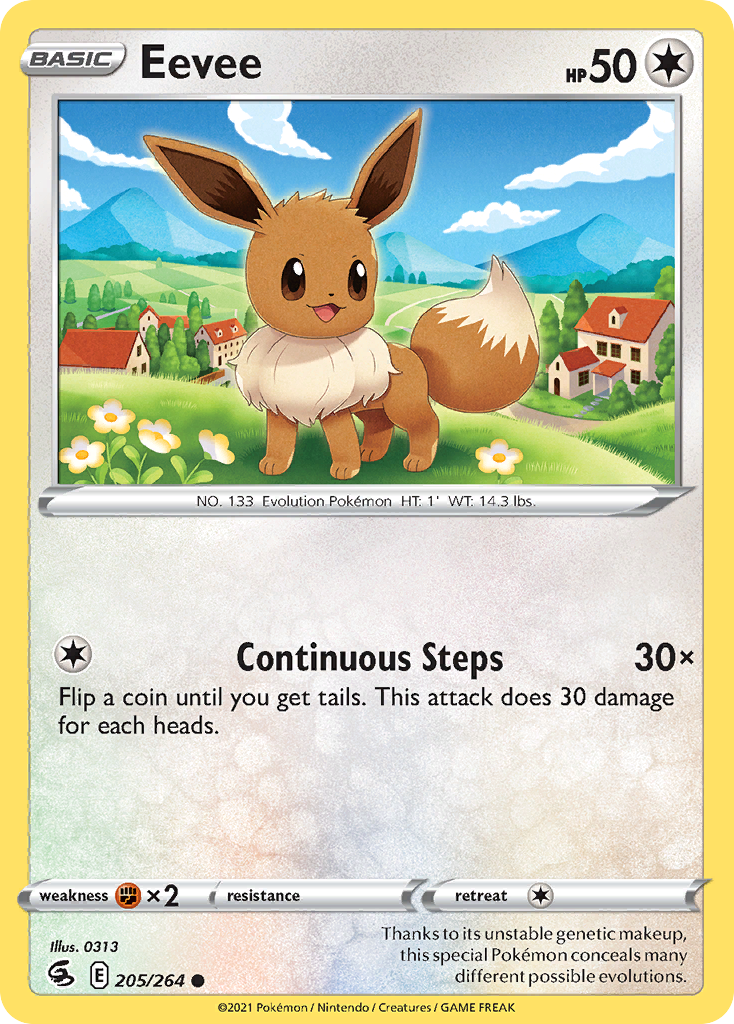 BASIC Eevee HP 50
NO. 133 Evolution Pokémon HT: 1' WT: 14.3 lbs.
Continuous Steps 30×
Flip a coin until you get tails. This attack does 30 damage
for each heads.
weakness ×2 resistance retreat
Illus. 0313
E 205/264
Thanks to its unstable genetic makeup,
this special Pokémon conceals many
different possible evolutions.
©2021 Pokémon / Nintendo / Creatures / GAME FREAK